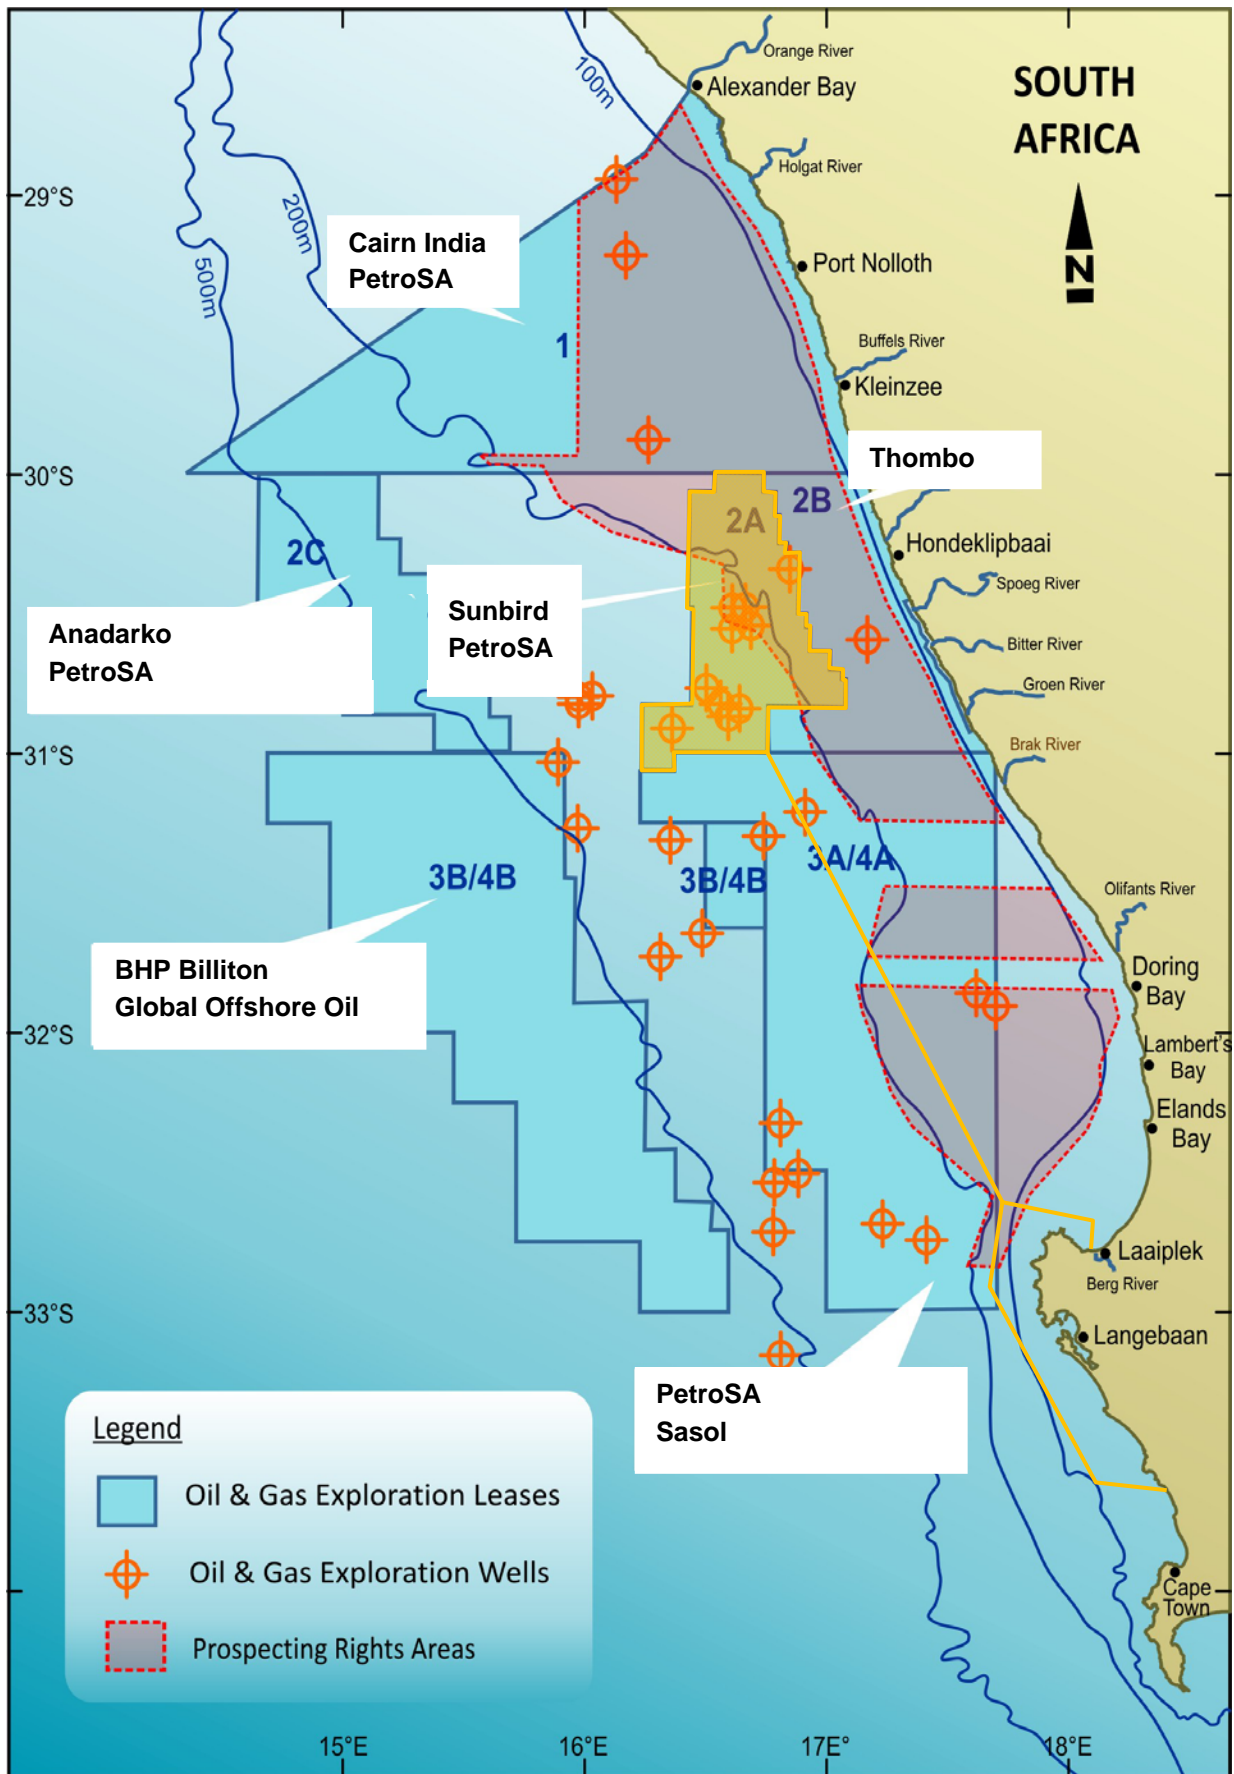 Orange River
Alexander Bay
SOUTH
AFRICA
100m
Holgat River
29°S
200m
Cairn India
PetroSA
N
Port Nolloth
500m
1
Buffels River
Kleinzee
Thombo
30°S
2B
2A
2C
Hondeklipbaai
Spoeg River
Sunbird
PetroSA
Anadarko
PetroSA
Bitter River
Groen River
31°S
Brak River
3A/4A
3B/4B
3B/4B
Olifants River
BHP Billiton
Global Offshore Oil
Doring
Bay
32°S
Lambert's
Bay
Elands
Bay
Laaiplek
Berg River
33°S
Langebaan
PetroSA
Sasol
Legend
Oil & Gas Exploration Leases
Oil & Gas Exploration Wells
Prospecting Rights Areas
Cape
Town
15°E
16°E
17E°
18°E